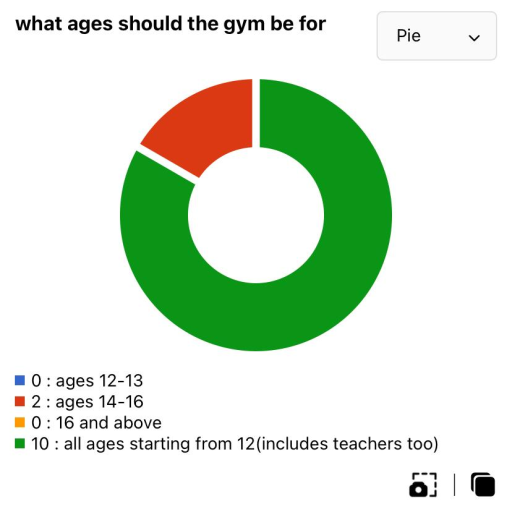 what ages should the gym be for
Pie
0 : ages 12-13
2 : ages 14-16
0 : 16 and above
10 : all ages starting from 12(includes teachers too)